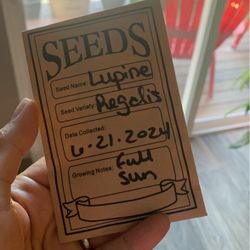 SEEDS
Seed Name: Lupine
Seed Variety: Regalis
Date Collected:
6-21-2024
Growing Notes: Full
Sun